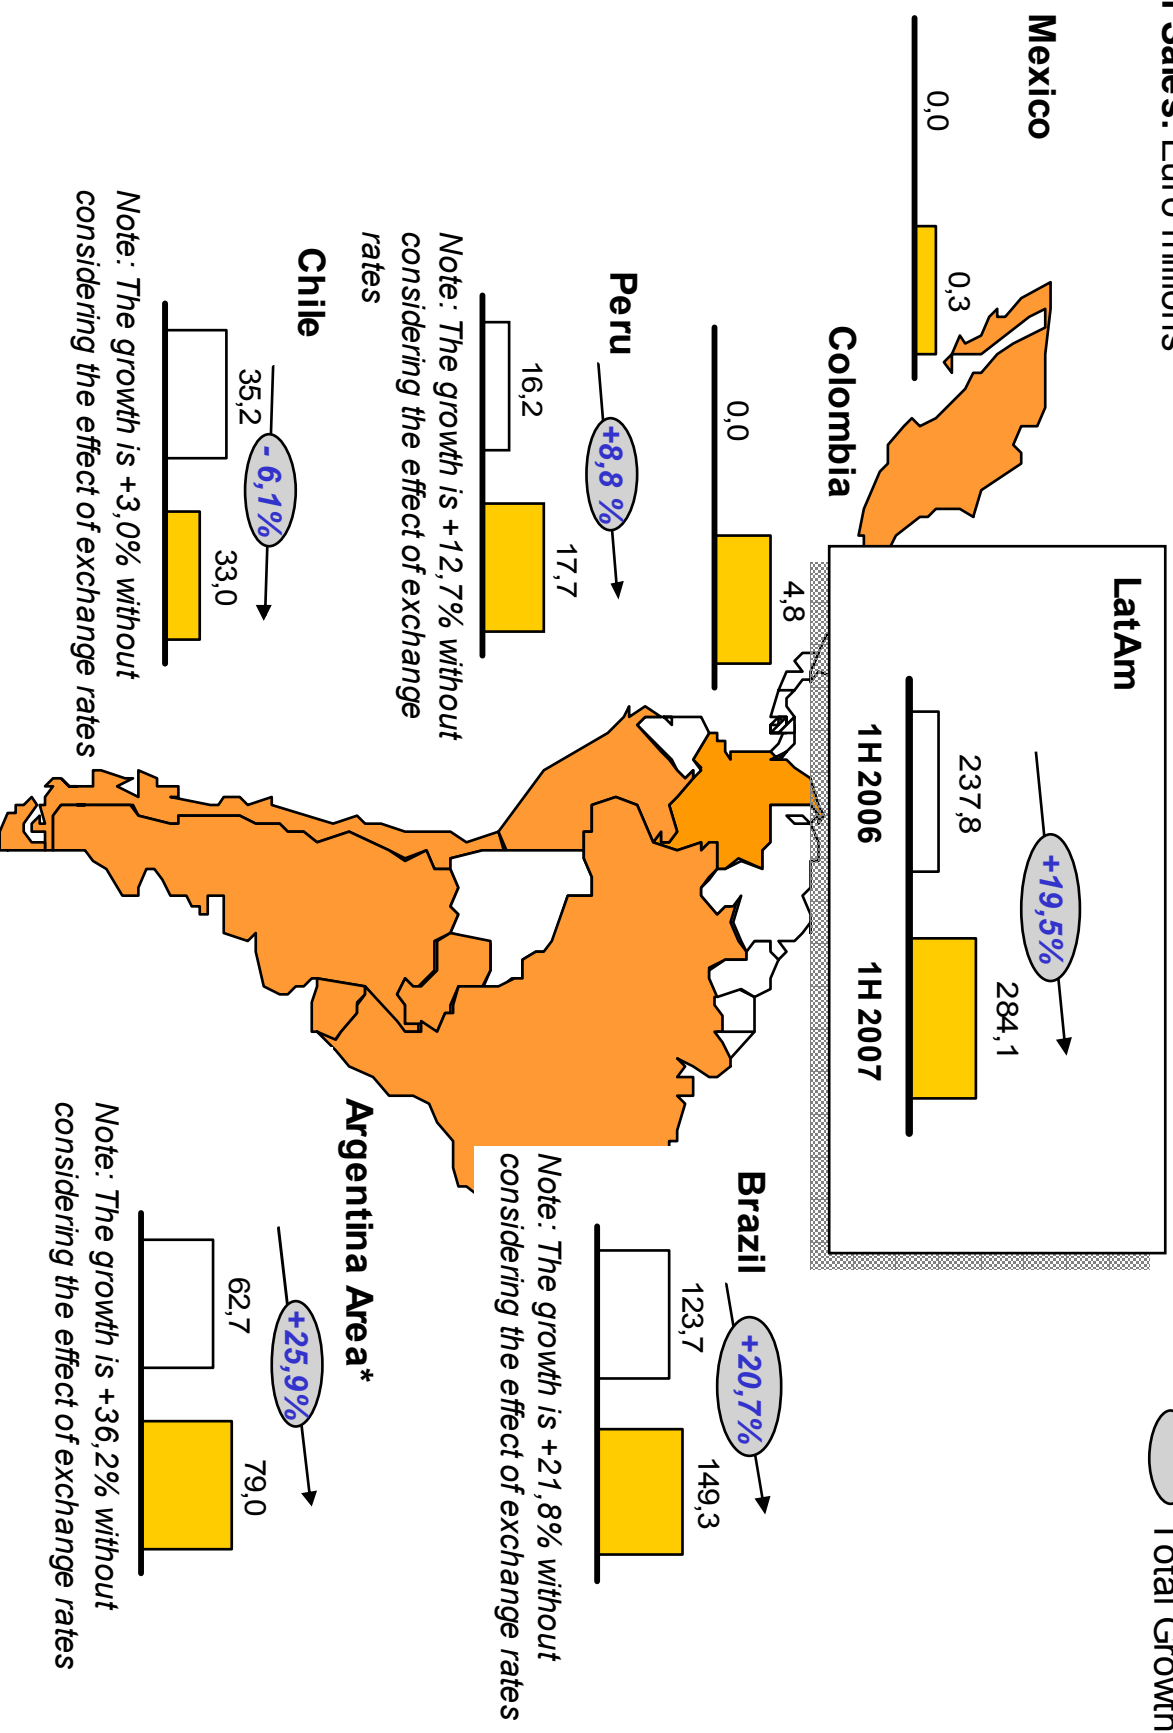 Sales: Euro millions
Total Growth
Mexico
0,0
0,3
LatAm
+19,5%
237,8
284,1
1H 2006
1H 2007
Colombia
0,0
4,8
Peru
+8,8 %
16,2
17,7
Note: The growth is +12,7% without
considering the effect of exchange
rates
Brazil
+20,7%
123,7
149,3
Note: The growth is +21,8% without
considering the effect of exchange rates
Chile
- 6,1%
35,2
33,0
Note: The growth is +3,0% without
considering the effect of exchange rates
Argentina Area*
+25,9%
62,7
79,0
Note: The growth is +36,2% without
considering the effect of exchange rates